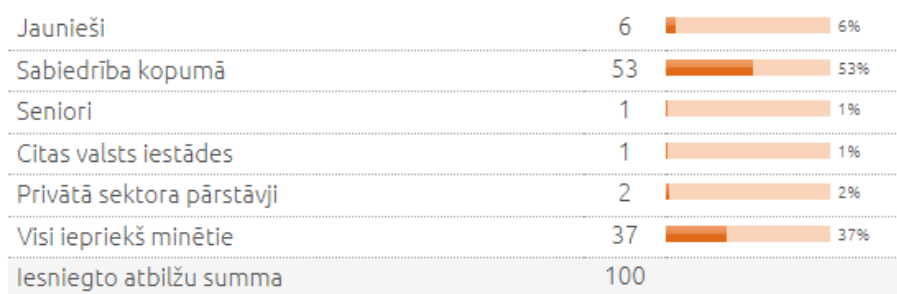 Jaunieši 6 6%
Sabiedrība kopumā 53 53%
Seniori 1 1%
Citas valsts iestādes 1 1%
Privātā sektora pārstāvji 2 2%
Visi iepriekš minētie 37 37%
Iesniegto atbilžu summa 100